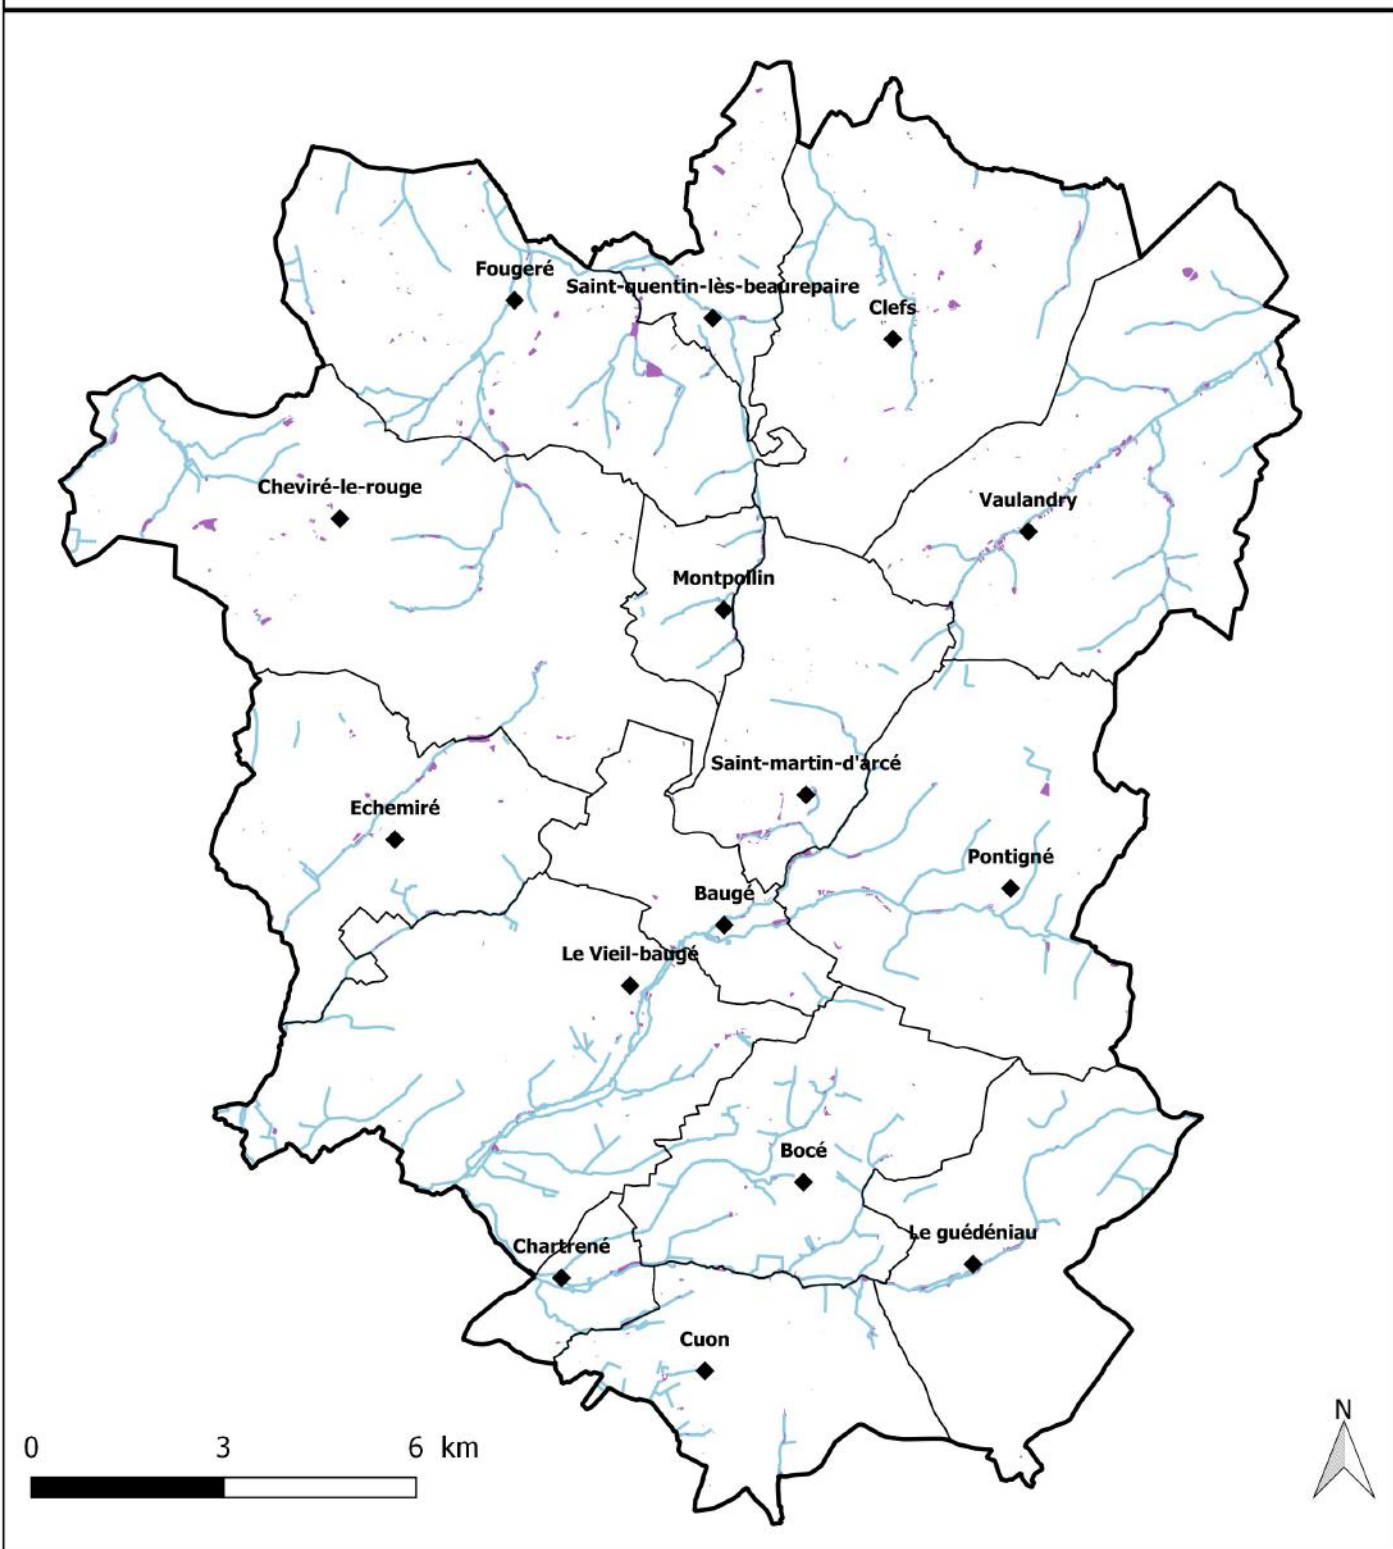 Fougeré
Saint-quentin-lès-beaurepaire
Clefs
Cheviré-le-rouge
Vaulandry
Montpollin
Saint-martin-d'arcé
Echemiré
Pontigné
Baugé
Le Vieil-baugé
Bocé
Le guédéniau
Chartrené
Cuon
0 3 6 km
N